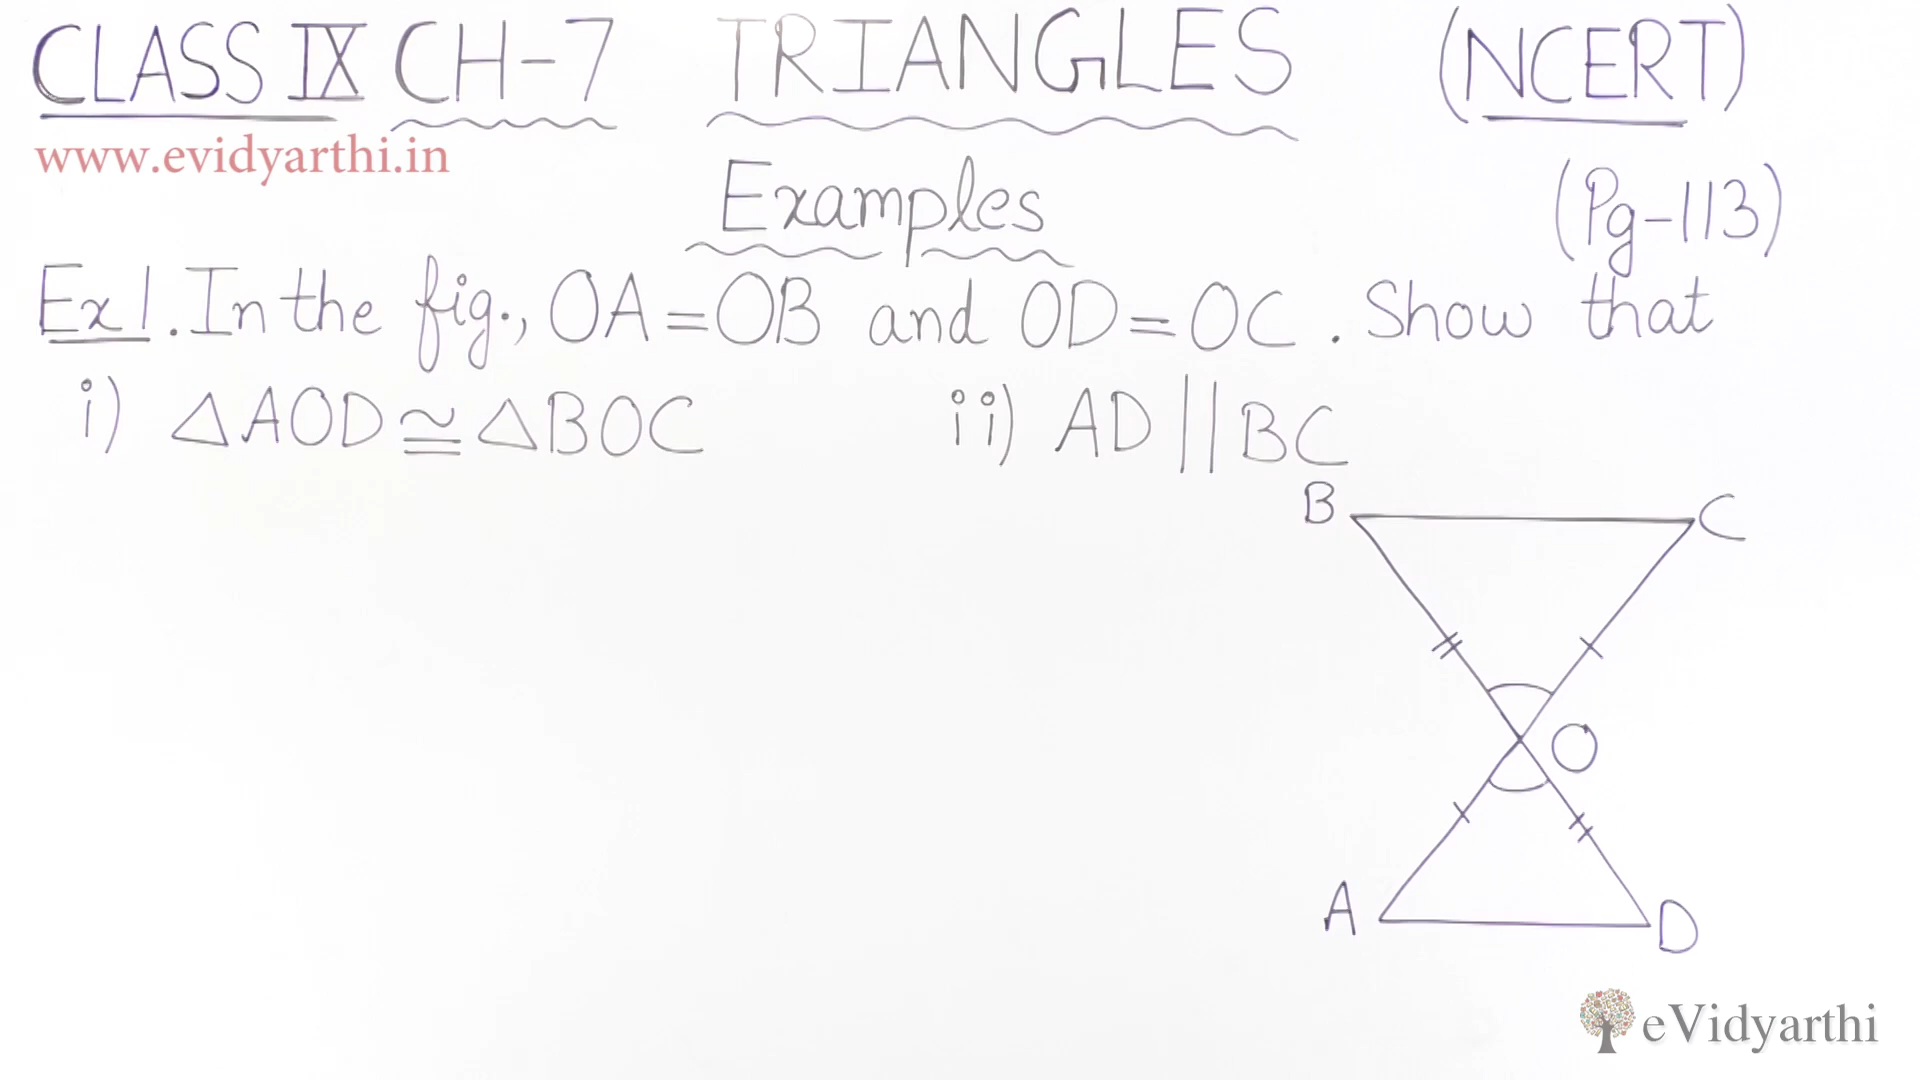 CLASS IX CH-7 TRIANGLES (NCERT)
www.evidyarthi.in
Examples (Pg-113)
Ex 1. In the fig., OA=OB and OD=OC. Show that
i) △AOD≅△BOC ii) AD||BC
B C
O
A D
eVidyarthi